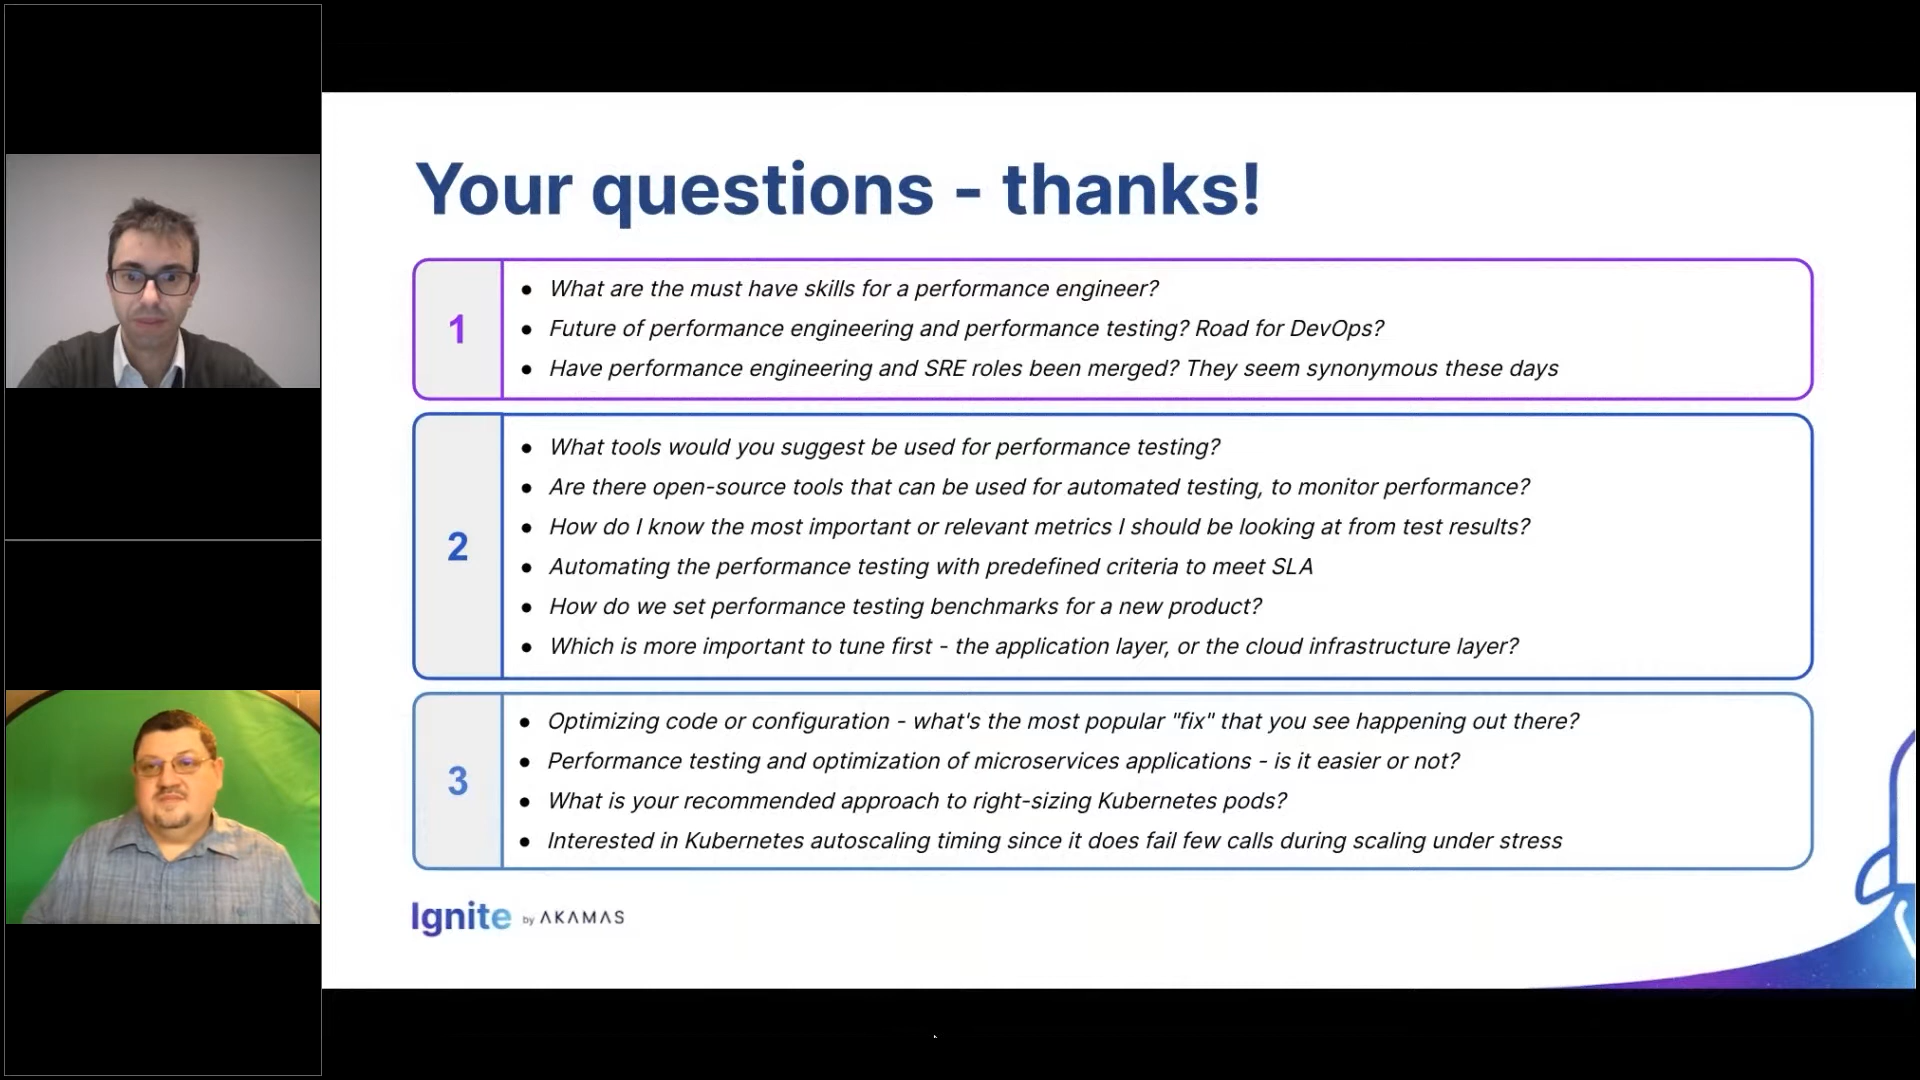 Your questions - thanks!
1
● What are the must have skills for a performance engineer?
● Future of performance engineering and performance testing? Road for DevOps?
● Have performance engineering and SRE roles been merged? They seem synonymous these days
2
● What tools would you suggest be used for performance testing?
● Are there open-source tools that can be used for automated testing, to monitor performance?
● How do I know the most important or relevant metrics I should be looking at from test results?
● Automating the performance testing with predefined criteria to meet SLA
● How do we set performance testing benchmarks for a new product?
● Which is more important to tune first - the application layer, or the cloud infrastructure layer?
3
● Optimizing code or configuration - what's the most popular "fix" that you see happening out there?
● Performance testing and optimization of microservices applications - is it easier or not?
● What is your recommended approach to right-sizing Kubernetes pods?
● Interested in Kubernetes autoscaling timing since it does fail few calls during scaling under stress
Ignite by AKAMAS